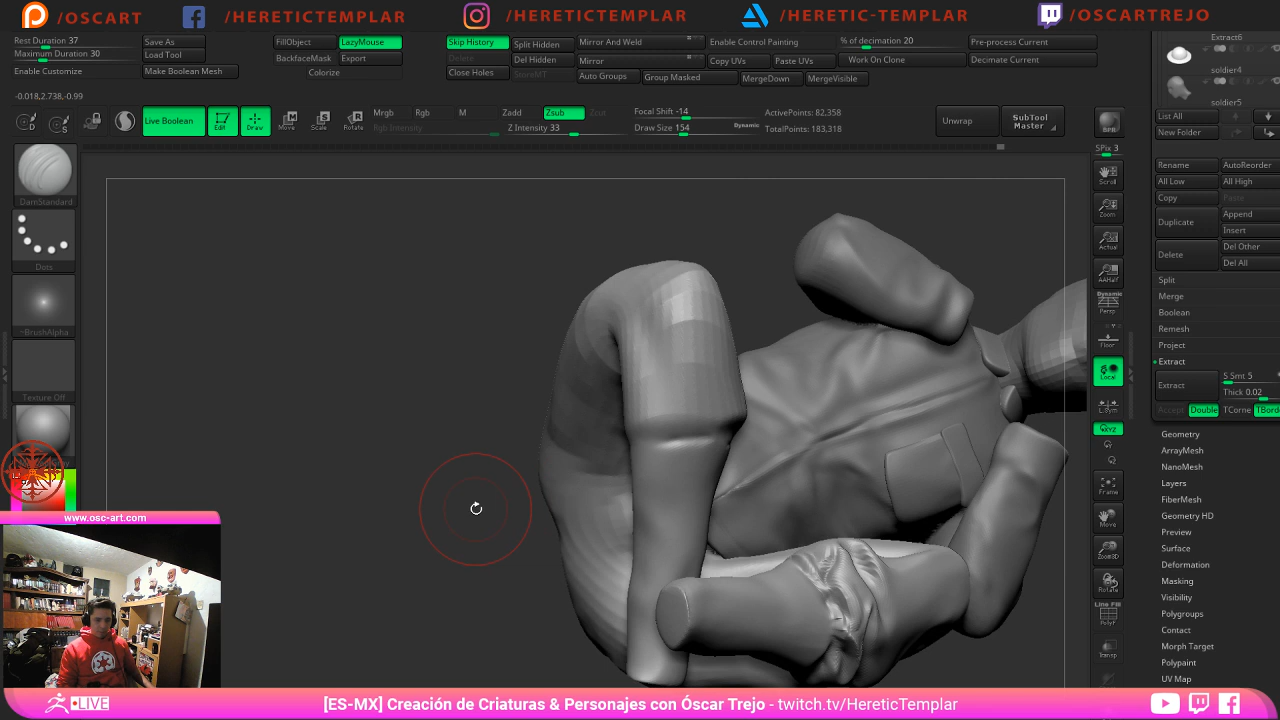 /OSCART
/HERETICTEMPLAR
/HERETICTEMPLAR
/HERETIC-TEMPLAR
/OSCARTREJO
Rest Duration 37
Maximum Duration 30
Enable Customize
Save As
Load Tool
Make Boolean Mesh
FillObject
BackfaceMask
Colorize
LazyMouse
Export
Skip History
Delete
Close Holes
Split Hidden
Del Hidden
StoreMT
Mirror And Weld
Mirror
Auto Groups
Group Masked
Enable Control Painting
Copy UVs
Paste UVs
MergeDown
MergeVisible
% of decimation 20
Work On Clone
Pre-process Current
Decimate Current
-0.018,2.738,-0.99
Live Boolean
Edit
Draw
Move
Scale
Rotate
Mrgb
Rgb
M
Rgb Intensity
Zadd
Zsub
Zcut
Z Intensity 33
Focal Shift -14
Draw Size 154
Dynamic
ActivePoints: 82,358
TotalPoints: 183,318
Unwrap
SubTool
Master
BPR
SPix 3
Scroll
Zoom
Actual
AAHalf
Dynamic
Persp
Floor
Local
L.Sym
XYZ
Frame
Move
Zoom3D
Rotate
Line Fill
PolyF
Transp
DamStandard
Dots
~BrushAlpha
Texture Off
Extract6
soldier4
soldier5
List All
New Folder
Rename
AutoReorder
All Low
All High
Copy
Paste
Duplicate
Append
Insert
Delete
Del Other
Del All
Split
Merge
Boolean
Remesh
Project
Extract
Extract
S Smt 5
Thick 0.02
Accept
Double
TCorne
TBord
Geometry
ArrayMesh
NanoMesh
Layers
FiberMesh
Geometry HD
Preview
Surface
Deformation
Masking
Visibility
Polygroups
Contact
Morph Target
Polypaint
UV Map
www.osc-art.com
LIVE
[ES-MX] Creación de Criaturas & Personajes con Óscar Trejo - twitch.tv/HereticTemplar